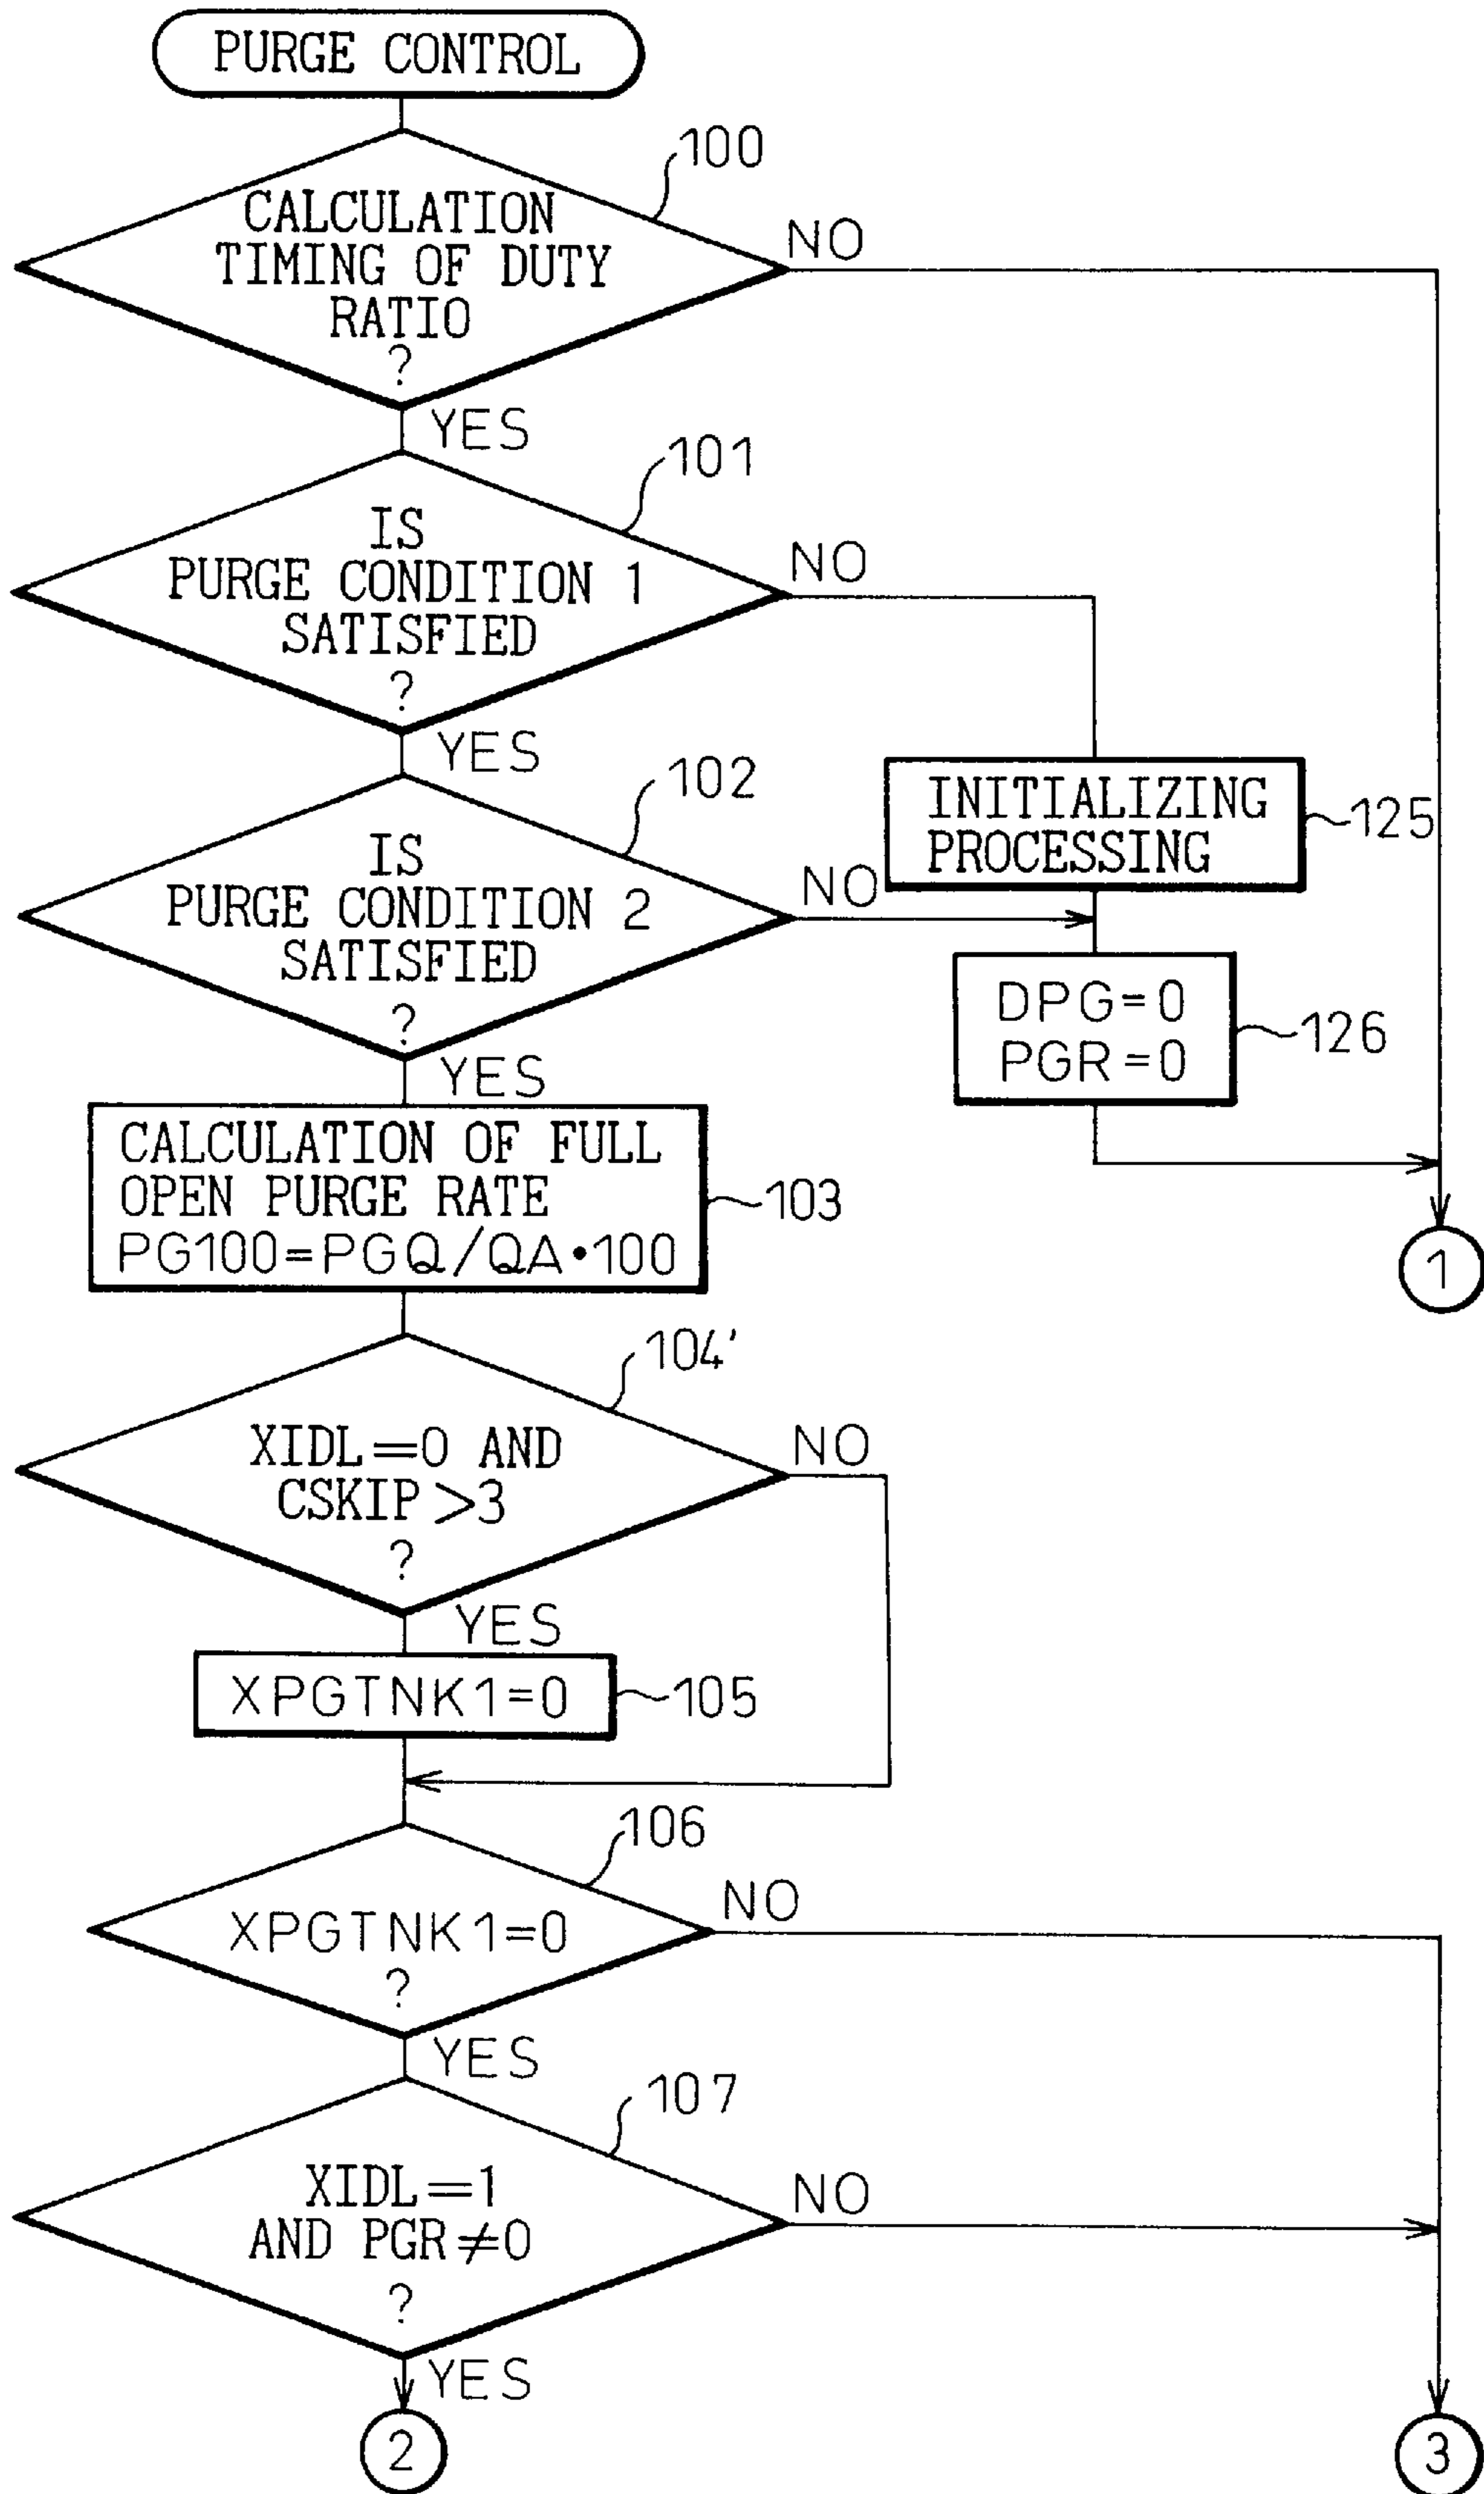 PURGE CONTROL
100
CALCULATION
TIMING OF DUTY
RATIO
?
NO
YES
101
IS
PURGE CONDITION 1
SATISFIED
?
NO
YES
102
IS
PURGE CONDITION 2
SATISFIED
?
NO
YES
INITIALIZING
PROCESSING
125
DPG=0
PGR=0
126
CALCULATION OF FULL
OPEN PURGE RATE
PG100=PGQ/QA•100
103
1
104'
XIDL=0 AND
CSKIP>3
?
NO
YES
XPGTNK1=0
105
106
XPGTNK1=0
?
NO
YES
107
XIDL=1
AND PGR≠0
?
NO
YES
2
3